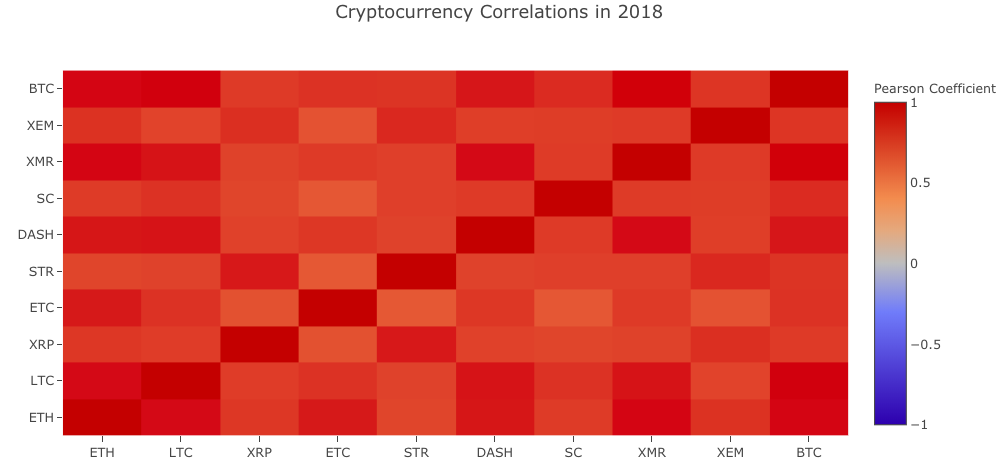 Cryptocurrency Correlations in 2018
Pearson Coefficient
BTC
XEM
XMR
SC
DASH
STR
ETC
XRP
LTC
ETH
ETH LTC XRP ETC STR DASH SC XMR XEM BTC
1
0.5
0
−0.5
−1